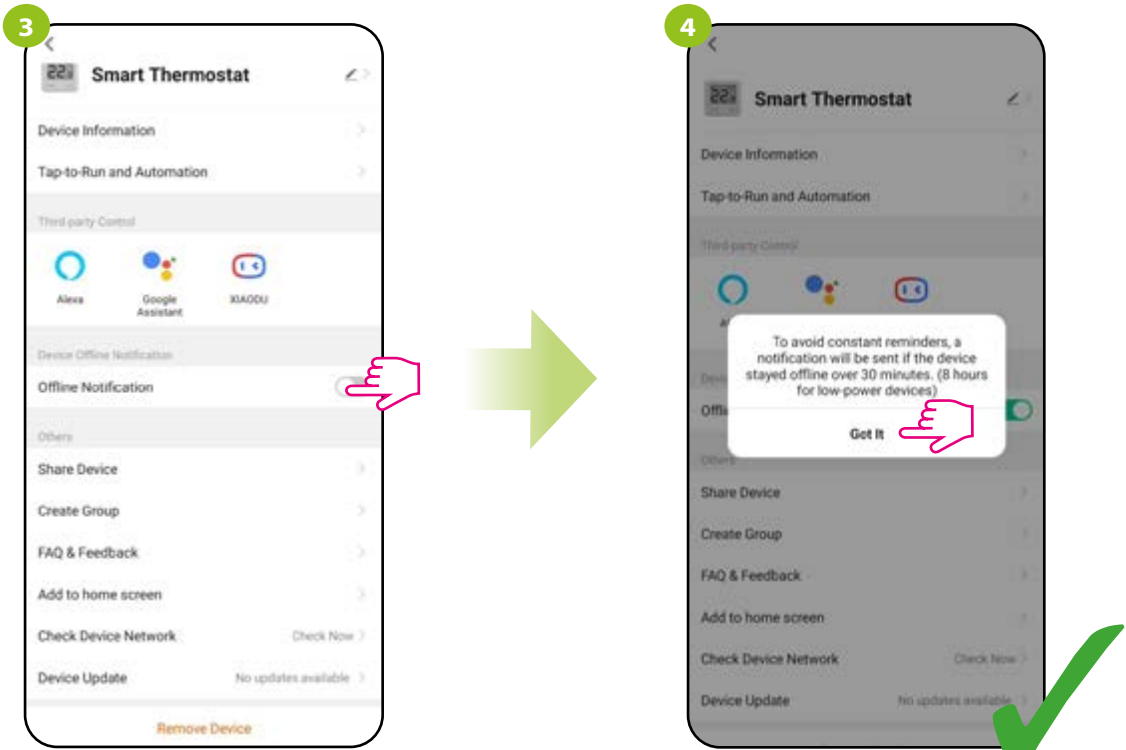 3
22
Smart Thermostat
Device Information
Tap-to-Run and Automation
Third-party Control
Alexa
Google
Assistant
XIAODU
Device Offline Notification
Offline Notification
Others
Share Device
Create Group
FAQ & Feedback
Add to home screen
Check Device Network Check Now
Device Update No updates available
Remove Device
4
22
Smart Thermostat
Device Information
Tap-to-Run and Automation
Third-party Control
To avoid constant reminders, a
notification will be sent if the device
stayed offline over 30 minutes. (8 hours
for low-power devices)
Got It
Others
Share Device
Create Group
FAQ & Feedback
Add to home screen
Check Device Network Check Now
Device Update No updates available